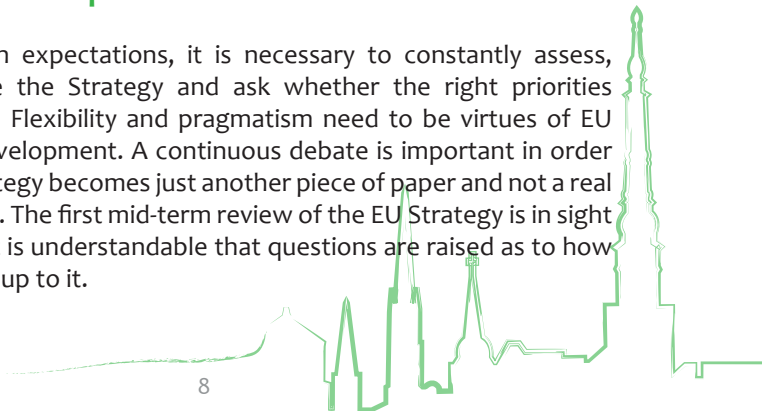 expectations, it is necessary to constantly assess,
the Strategy and ask whether the right priorities
Flexibility and pragmatism need to be virtues of EU
velopment. A continuous debate is important in order
tegy becomes just another piece of paper and not a real
. The first mid-term review of the EU Strategy is in sight
is understandable that questions are raised as to how
up to it.
8